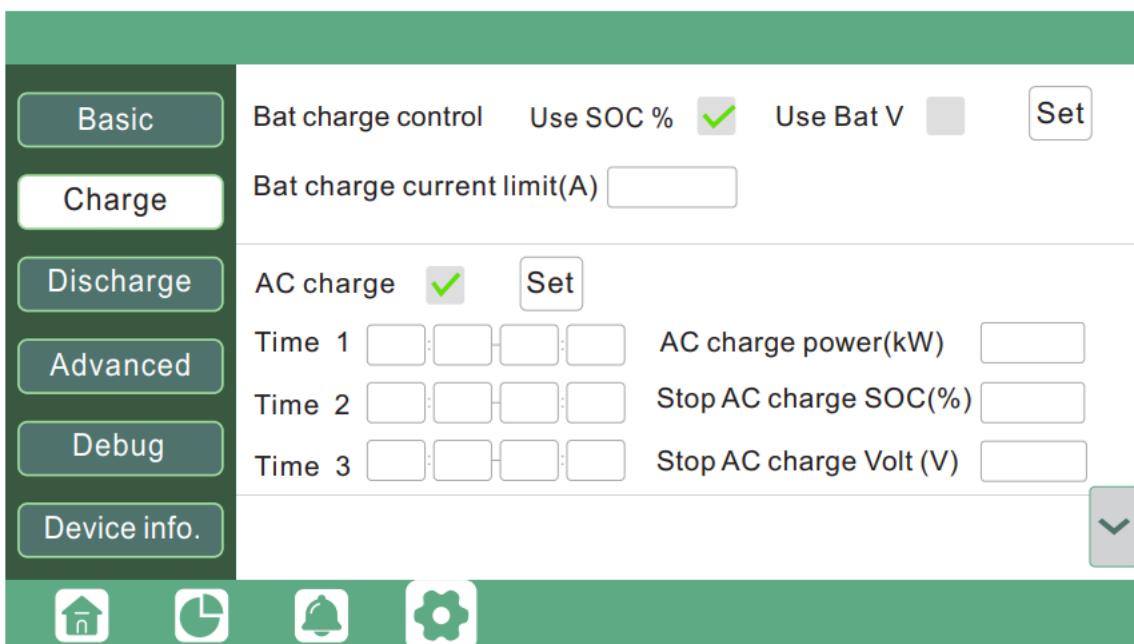 Basic
Charge
Discharge
Advanced
Debug
Device info.
Bat charge control Use SOC % Use Bat V Set
Bat charge current limit(A)
AC charge Set
Time 1 : - : AC charge power(kW)
Time 2 : - : Stop AC charge SOC(%)
Time 3 : - : Stop AC charge Volt (V)